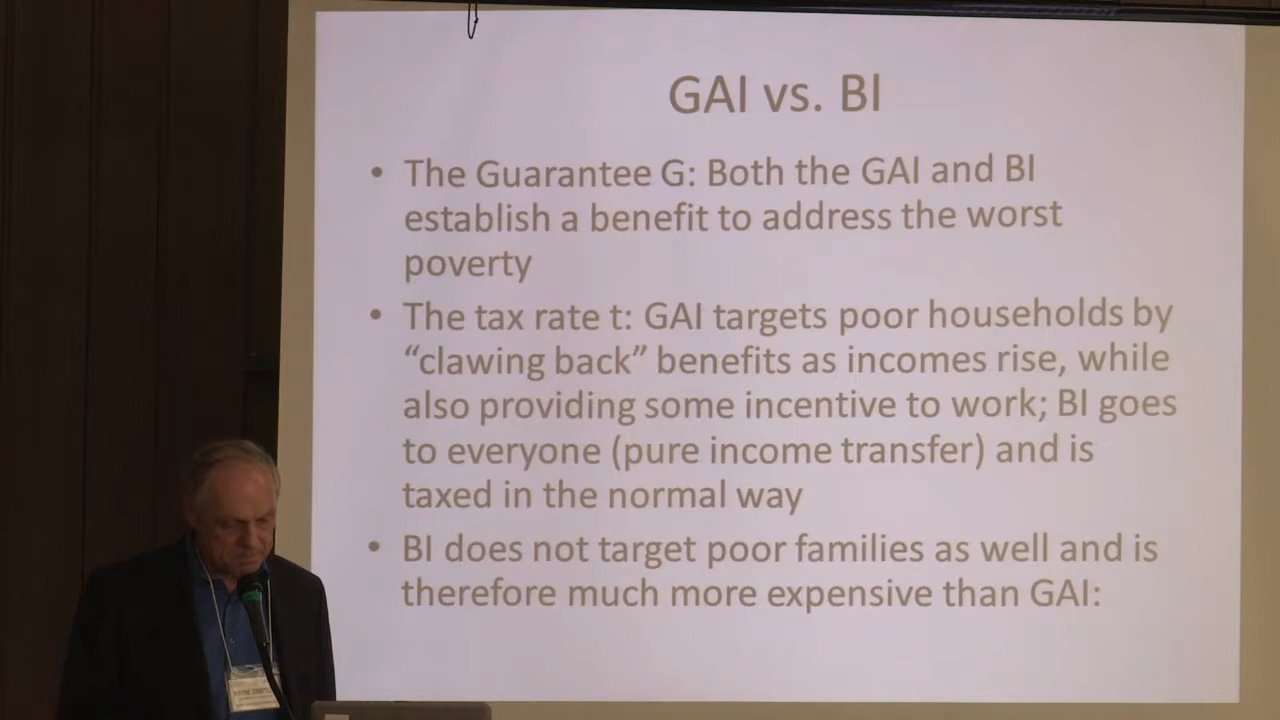 GAI vs. BI
• The Guarantee G: Both the GAI and BI
establish a benefit to address the worst
poverty
• The tax rate t: GAI targets poor households by
“clawing back” benefits as incomes rise, while
also providing some incentive to work; BI goes
to everyone (pure income transfer) and is
taxed in the normal way
• BI does not target poor families as well and is
therefore much more expensive than GAI: